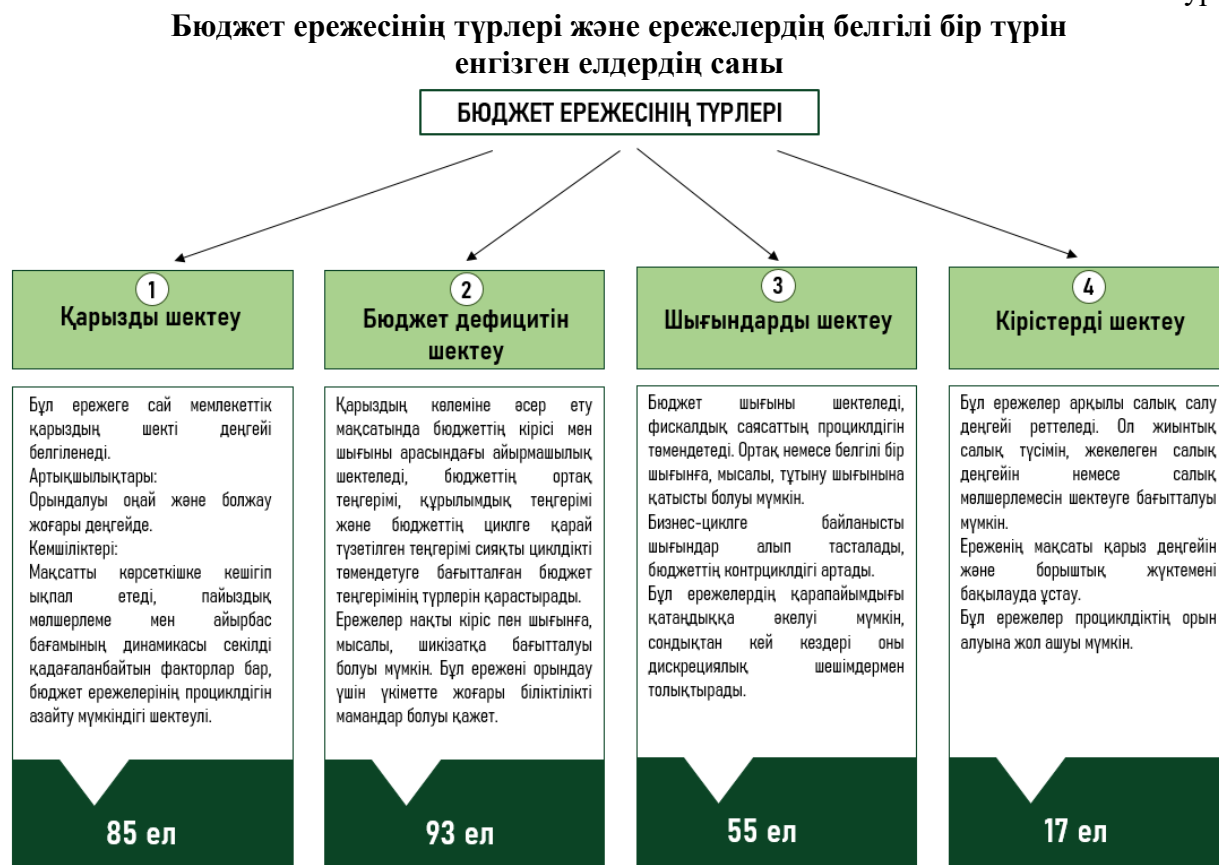 Бюджет ережесінің түрлері және ережелердің белгілі бір түрін
енгізген елдердің саны
БЮДЖЕТ ЕРЕЖЕСІНІҢ ТҮРЛЕРІ
1
Қарызды шектеу
Бұл ережеге сай мемлекеттік
қарыздың шекті деңгейі
белгіленеді.
Артықшылықтары:
Орындалуы оңай және болжау
жоғары деңгейде.
Кемшіліктері:
Мақсатты көрсеткішке кешігіп
ықпал етеді, пайыздық
мөлшерлеме мен айырбас
бағамының динамикасы секілді
қадағаланбайтын факторлар бар,
бюджет ережелерінің проциклдігін
азайту мүмкіндігі шектеулі.
85 ел
2
Бюджет дефицитін
шектеу
Қарыздың көлеміне әсер ету
мақсатында бюджеттің кірісі мен
шығыны арасындағы айырмашылық
шектеледі, бюджеттің ортақ
теңгерімі, құрылымдық теңгерімі
және бюджеттің циклге қарай
түзетілген теңгерімі сияқты циклдікті
төмендетуге бағытталған бюджет
теңгерімінің түрлерін қарастырады.
Ережелер нақты кіріс пен шығынға,
мысалы, шикізатқа бағытталуы
болуы мүмкін. Бұл ережені орындау
үшін үкіметте жоғары біліктілікті
мамандар болуы қажет.
93 ел
3
Шығындарды шектеу
Бюджет шығыны шектеледі,
фискалдық саясаттың проциклдігін
төмендетеді. Ортақ немесе белгілі бір
шығынға, мысалы, тұтыну шығынына
қатысты болуы мүмкін.
Бизнес-циклге байланысты
шығындар алып тасталады,
бюджеттің контрциклдігі артады.
Бұл ережелердің қарапайымдығы
қатаңдыққа әкелуі мүмкін,
сондықтан кей кездері оны
дискрециялық шешімдермен
толықтырады.
55 ел
4
Кірістерді шектеу
Бұл ережелер арқылы салық салу
деңгейі реттеледі. Ол жиынтық
салық түсімін, жекелеген салық
деңгейін немесе салық
мөлшерлемесін шектеуге бағытталуы
мүмкін.
Ереженің мақсаты қарыз деңгейін
және борыштық жүктемені
бақылауда ұстау.
Бұл ережелер проциклдіктің орын
алуына жол ашуы мүмкін.
17 ел